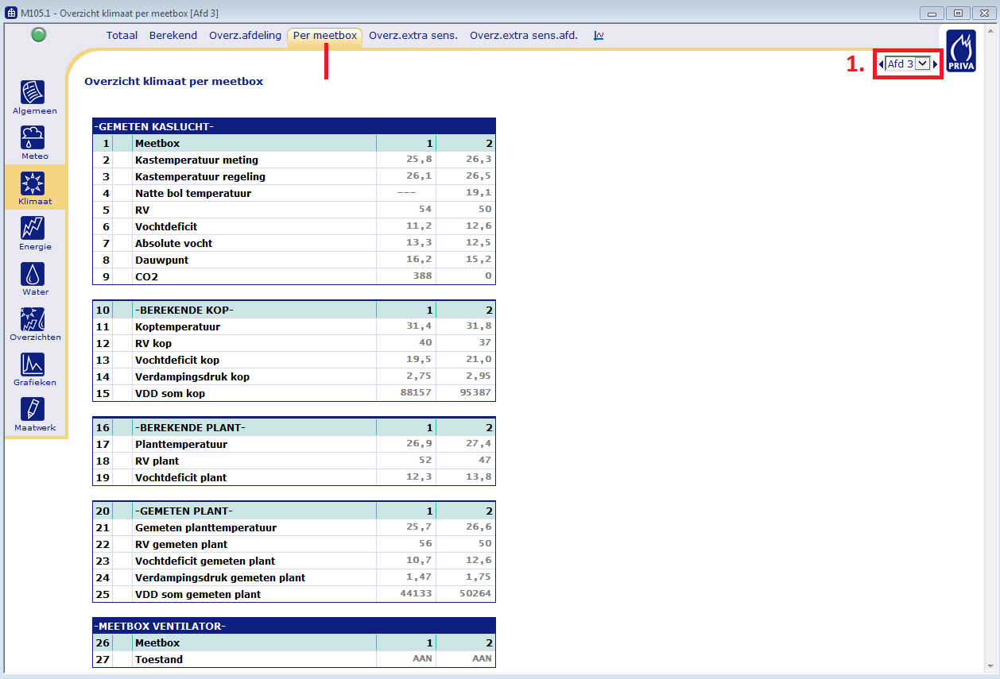 M105.1 - Overzicht klimaat per meetbox [Afd 3]
Totaal Berekend Overz.afdeling Per meetbox Overz.extra sens. Overz.extra sens.afd.
1. Afd 3
PRIVA
Overzicht klimaat per meetbox
Algemeen
Meteo
Klimaat
Energie
Water
Overzichten
Grafieken
Maatwerk
-GEMETEN KASLUCHT-
1 Meetbox 1 2
2 Kastemperatuur meting 25,8 26,3
3 Kastemperatuur regeling 26,1 26,5
4 Natte bol temperatuur --- 19,1
5 RV 54 50
6 Vochtdeficit 11,2 12,6
7 Absolute vocht 13,3 12,5
8 Dauwpunt 16,2 15,2
9 CO2 388 0
10 -BEREKENDE KOP- 1 2
11 Koptemperatuur 31,4 31,8
12 RV kop 40 37
13 Vochtdeficit kop 19,5 21,0
14 Verdampingsdruk kop 2,75 2,95
15 VDD som kop 88157 95387
16 -BEREKENDE PLANT- 1 2
17 Planttemperatuur 26,9 27,4
18 RV plant 52 47
19 Vochtdeficit plant 12,3 13,8
20 -GEMETEN PLANT- 1 2
21 Gemeten planttemperatuur 25,7 26,6
22 RV gemeten plant 56 50
23 Vochtdeficit gemeten plant 10,7 12,6
24 Verdampingsdruk gemeten plant 1,47 1,75
25 VDD som gemeten plant 44133 50264
-MEETBOX VENTILATOR-
26 Meetbox 1 2
27 Toestand AAN AAN